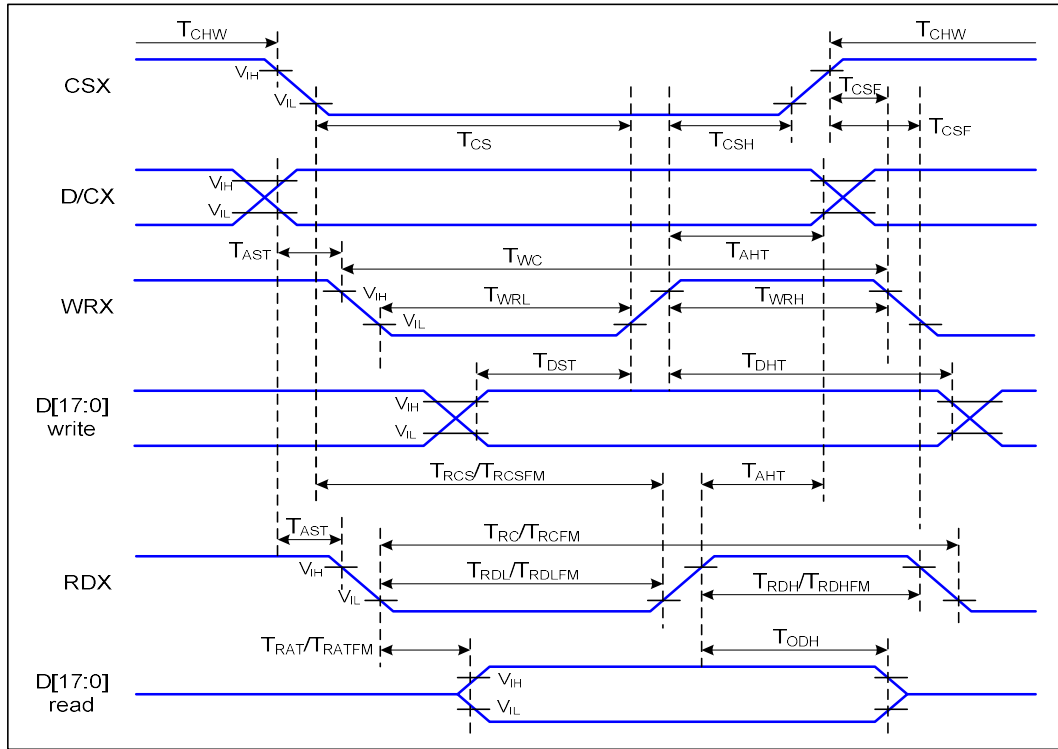 TCHW TCHW
CSX VIH VIL TCSF
TCS TCSH TCSF
D/CX VIH VIL
TAST TWC TAHT
WRX VIH VIL TWRL TWRH
TDST TDHT
D[17:0] write VIH VIL
TRCS/TRCSFM TAHT
TAST TRC/TRCFM
RDX VIH VIL TRDL/TRDLFM TRDH/TRDHFM
TRAT/TRATFM TODH
D[17:0] read VIH VIL